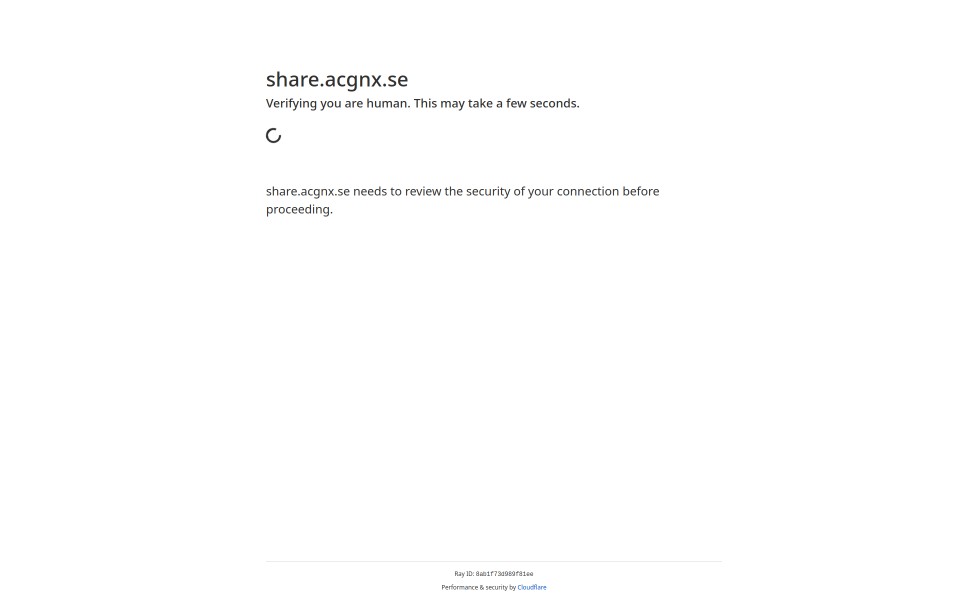 share.acgnx.se
Verifying you are human. This may take a few seconds.
share.acgnx.se needs to review the security of your connection before
proceeding.
Ray ID: 8ab1f73d989f81ee
Performance & security by Cloudflare